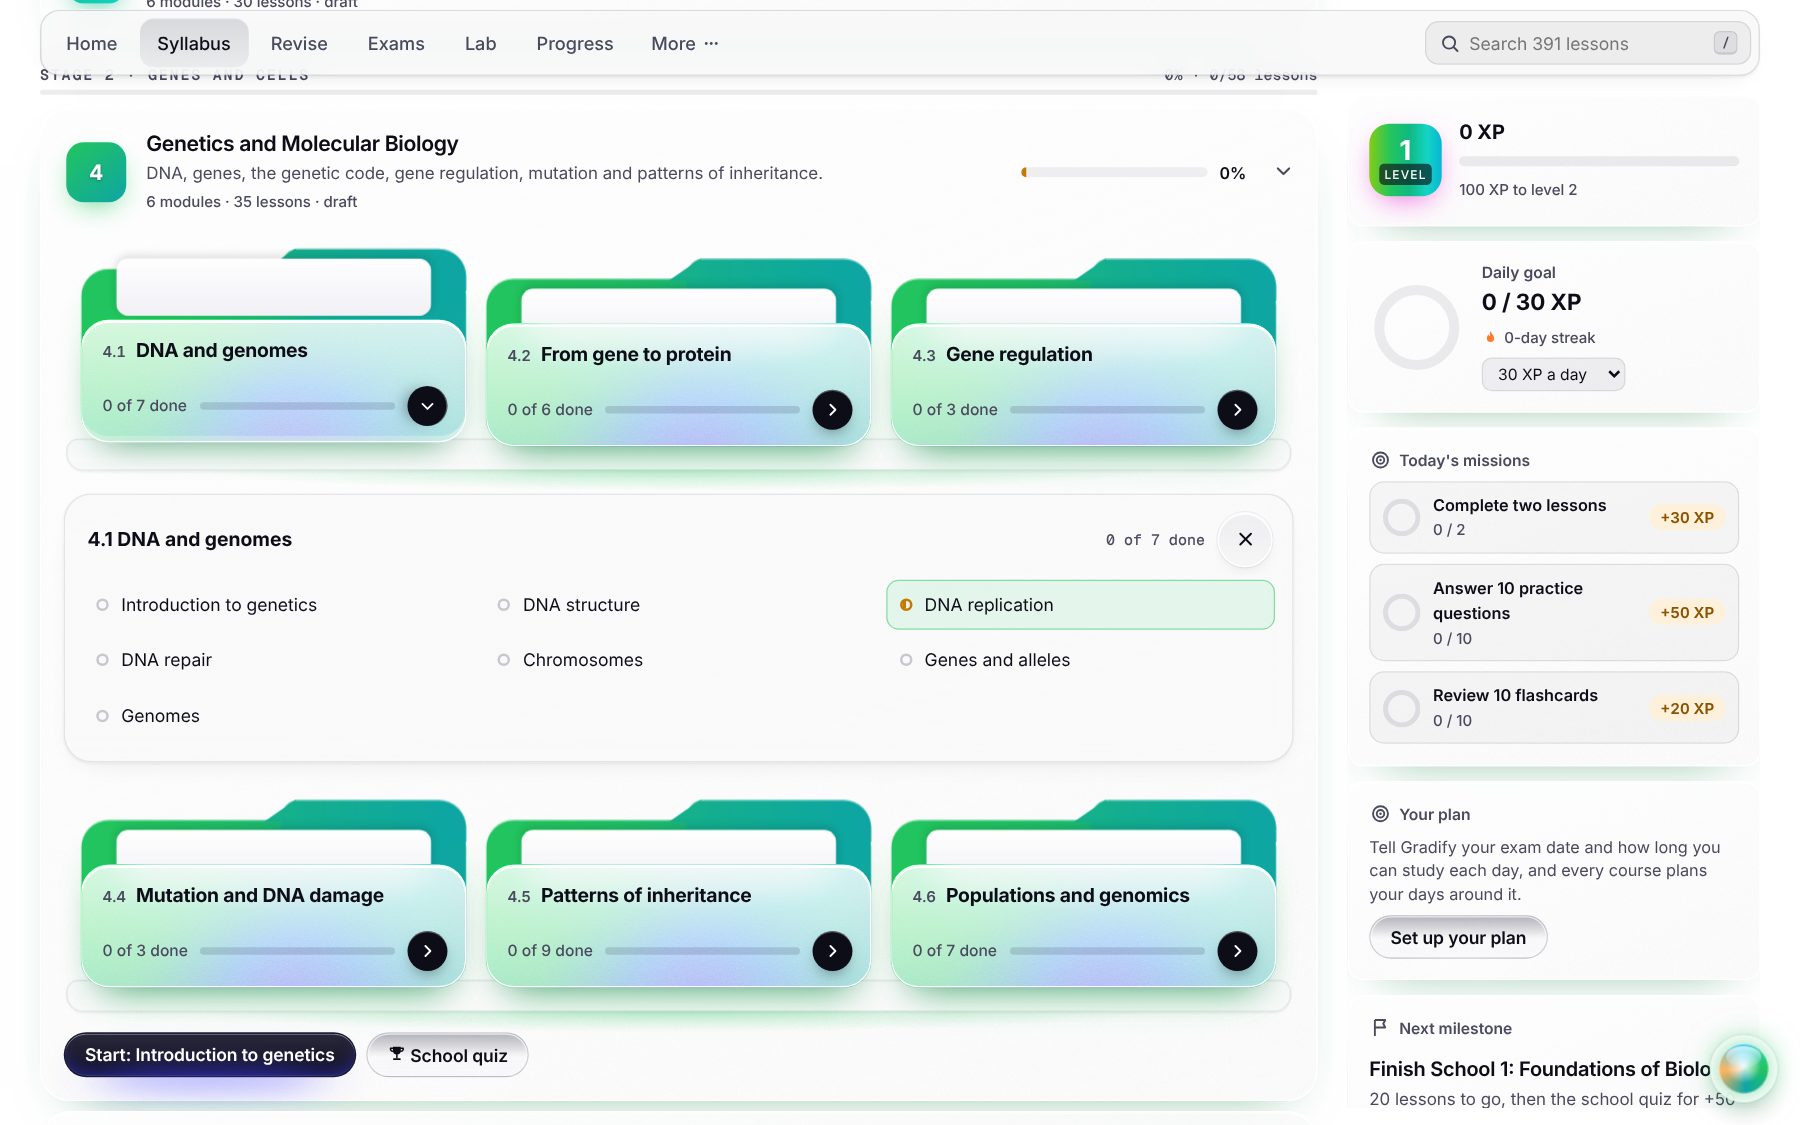 6 modules · 30 lessons · draft
Home
Syllabus
Revise
Exams
Lab
Progress
More ···
Search 391 lessons
/
STAGE 2 · GENES AND CELLS
0% · 0/58 lessons
4
Genetics and Molecular Biology
DNA, genes, the genetic code, gene regulation, mutation and patterns of inheritance.
6 modules · 35 lessons · draft
0%
4.1 DNA and genomes
0 of 7 done
4.2 From gene to protein
0 of 6 done
4.3 Gene regulation
0 of 3 done
4.1 DNA and genomes
0 of 7 done
Introduction to genetics
DNA structure
DNA replication
DNA repair
Chromosomes
Genes and alleles
Genomes
4.4 Mutation and DNA damage
0 of 3 done
4.5 Patterns of inheritance
0 of 9 done
4.6 Populations and genomics
0 of 7 done
Start: Introduction to genetics
School quiz
1
LEVEL
0 XP
100 XP to level 2
Daily goal
0 / 30 XP
0-day streak
30 XP a day
Today's missions
Complete two lessons
0 / 2
+30 XP
Answer 10 practice
questions
0 / 10
+50 XP
Review 10 flashcards
0 / 10
+20 XP
Your plan
Tell Gradify your exam date and how long you
can study each day, and every course plans
your days around it.
Set up your plan
Next milestone
Finish School 1: Foundations of Biolo
20 lessons to go, then the school quiz for +50